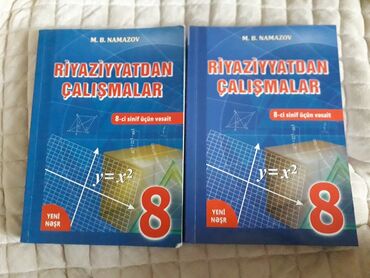 M. B. NAMAZOV
RİYAZİYYATDAN
ÇALIŞMALAR
8-ci sinif üçün vəsait
y=x²
YENİ
NƏŞR
8
M. B. NAMAZOV
RİYAZİYYATDAN
ÇALIŞMALAR
8-ci sinif üçün vəsait
y=x²
YENİ
NƏŞR
8